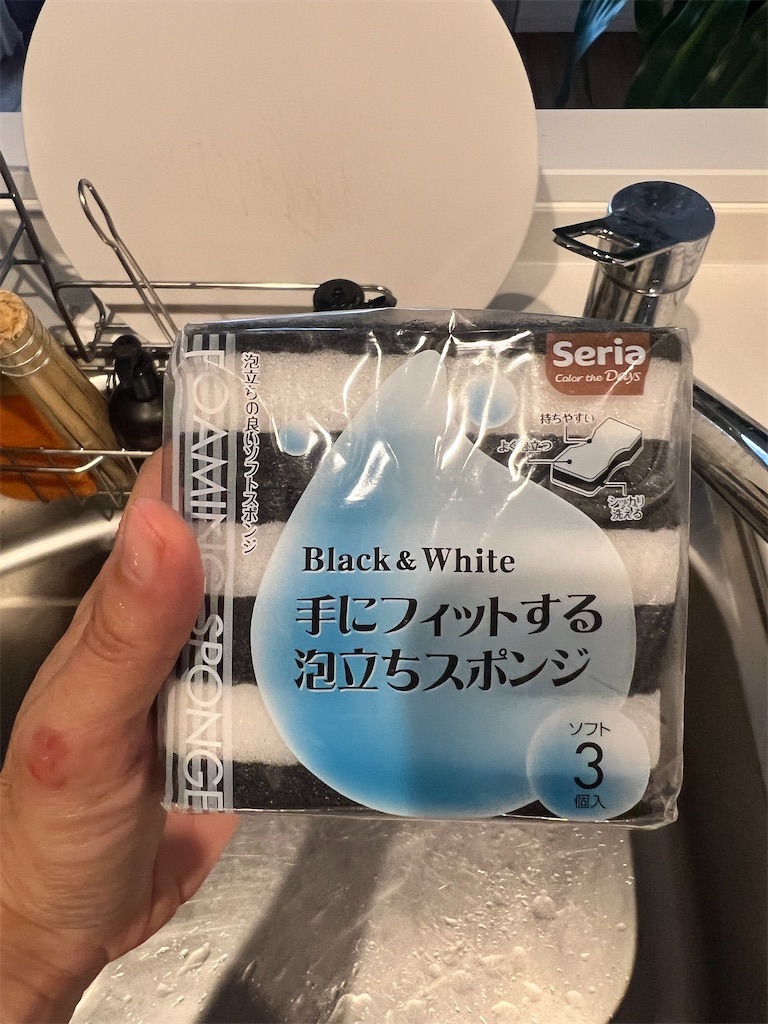 Seria
Color the Days
FOAMING SPONGE
泡立ちの良いソフトスポンジ
持ちやすい
よく泡立つ
シッカリ
洗える
Black & White
手にフィットする
泡立ちスポンジ
ソフト
3
個入